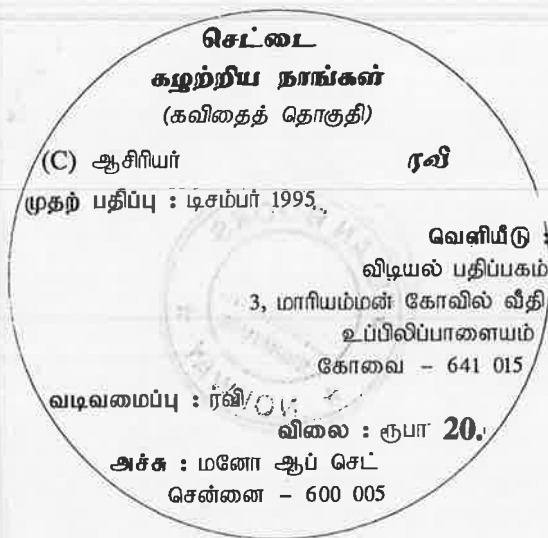 செட்டை
கழற்றிய நாங்கள்
(கவிதைத் தொகுதி)
(C) ஆசிரியர் ரவி
முதற் பதிப்பு : டிசம்பர் 1995
வெளியீடு :
விடியல் பதிப்பகம்
3, மாரியம்மன் கோவில் வீதி
உப்பிலிப்பாளையம்
கோவை - 641 015
வடிவமைப்பு : ரவி
விலை : ரூபா 20.
அச்சு : மனோ ஆப் செட்
சென்னை - 600 005